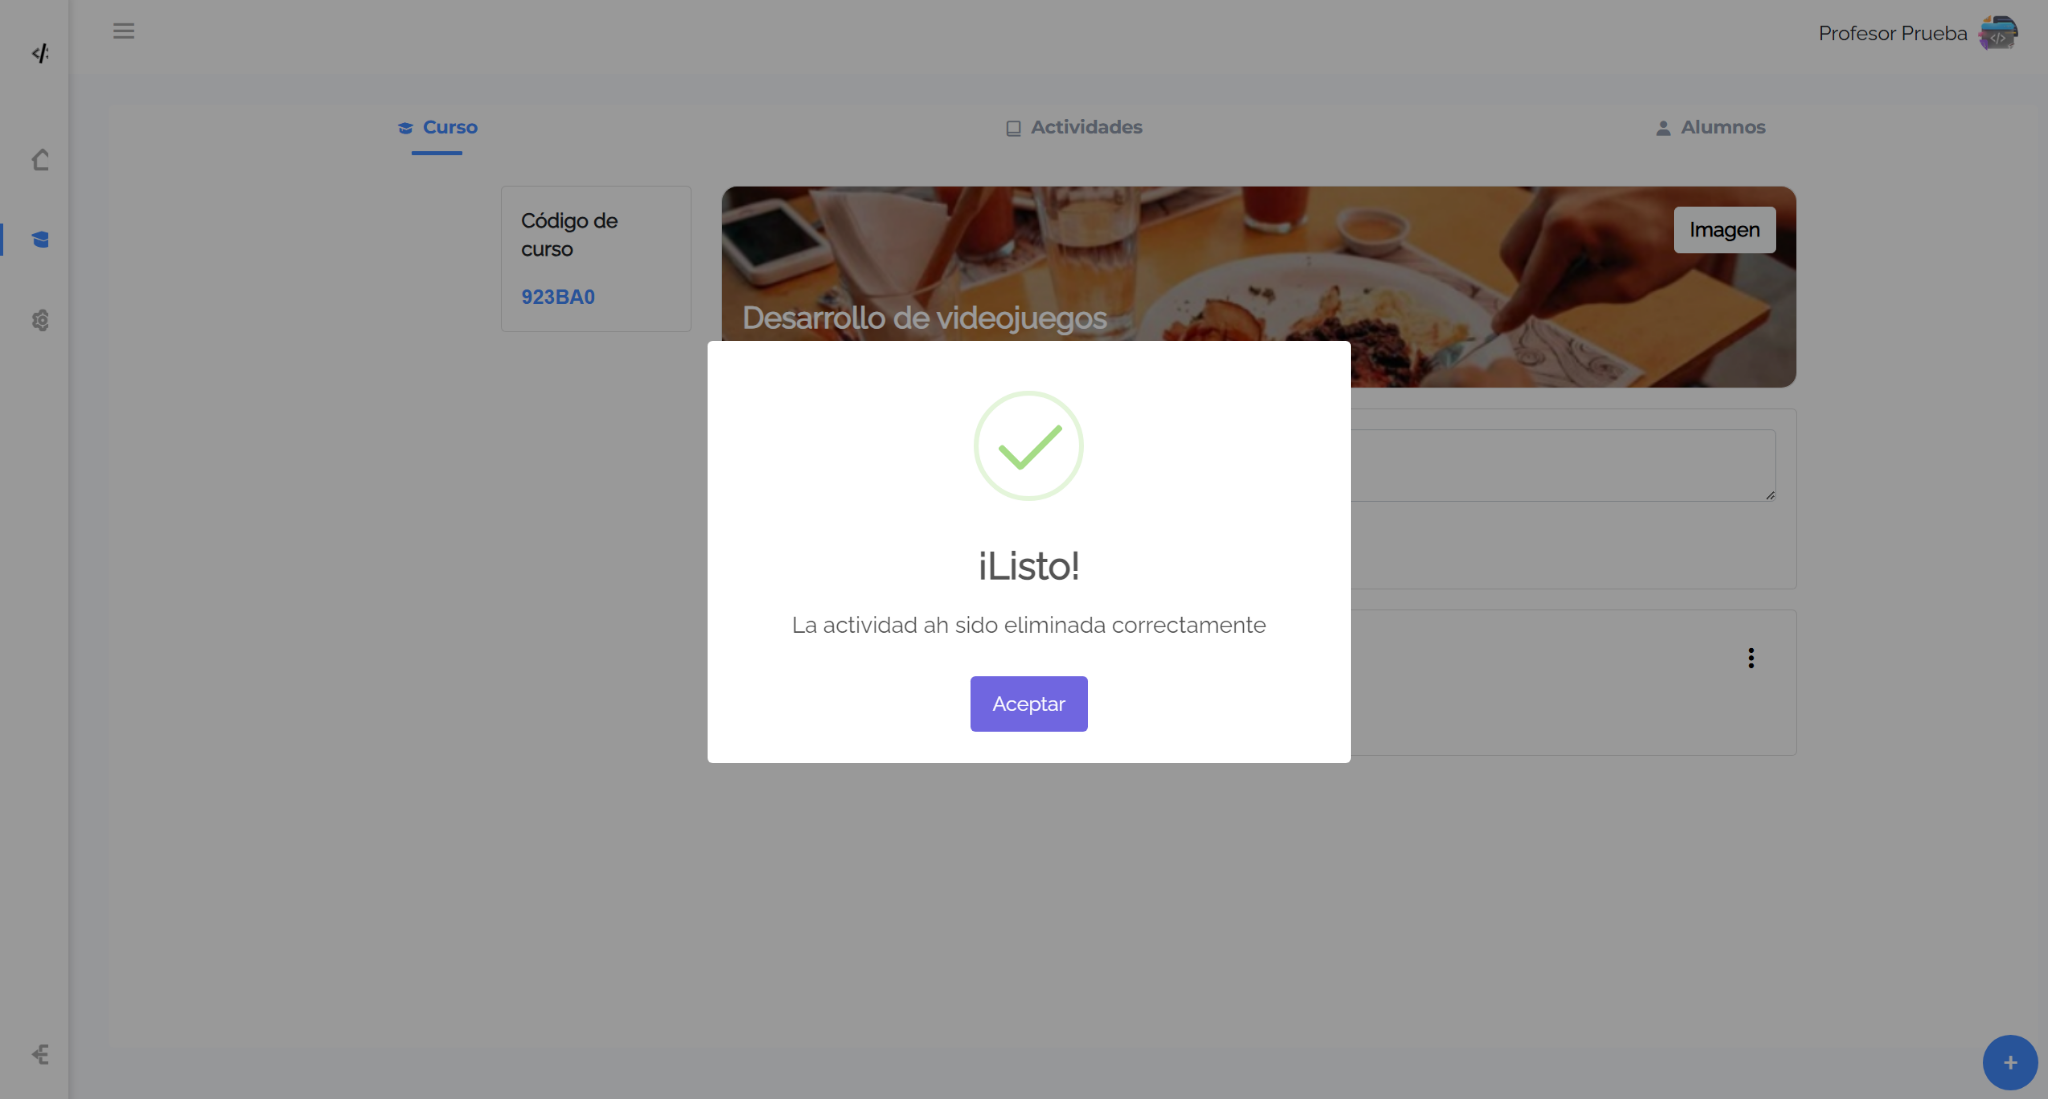 Profesor Prueba
Curso
Actividades
Alumnos
Código de
curso
923BA0
Imagen
Desarrollo de videojuegos
¡Listo!
La actividad ah sido eliminada correctamente
Aceptar